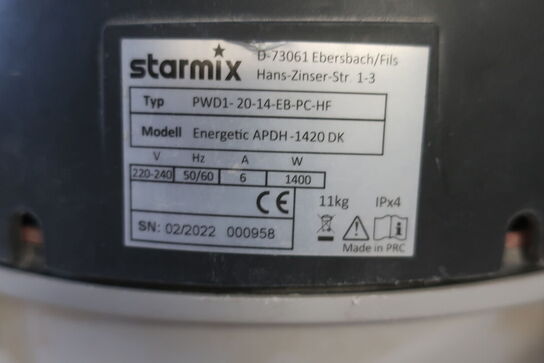 starmix
D-73061 Ebersbach/Fils
Hans-Zinser-Str. 1-3
Typ PWD1- 20-14-EB-PC-HF
Modell Energetic APDH -1420 DK
V Hz A W
220-240 50/60 6 1400
CE 11kg IPx4
SN: 02/2022 000958
Made in PRC